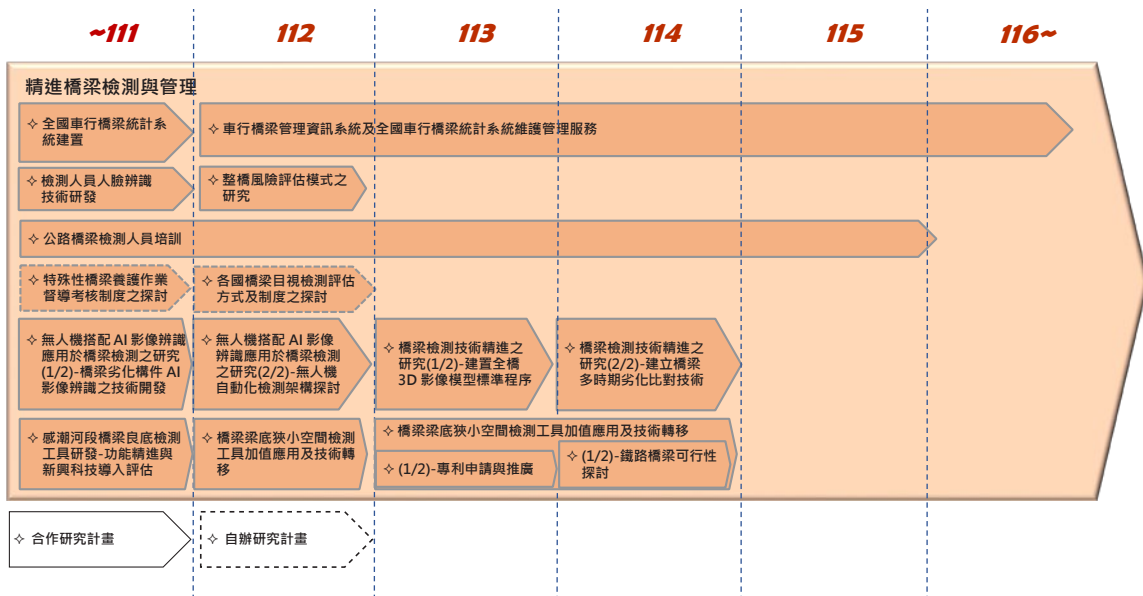 ~111
112
113
114
115
116~
精進橋梁檢測與管理
✧ 全國車行橋梁統計系
統建置
✧ 車行橋梁管理資訊系統及全國車行橋梁統計系統維護管理服務
✧ 檢測人員人臉辨識
技術研發
✧ 整橋風險評估模式之
研究
✧ 公路橋梁檢測人員培訓
✧ 特殊性橋梁養護作業
督導考核制度之探討
✧ 各國橋梁目視檢測評估
方式及制度之探討
✧ 無人機搭配 AI 影像辨識
應用於橋梁檢測之研究
(1/2)-橋梁劣化構件 AI
影像辨識之技術開發
✧ 無人機搭配 AI 影像
辨識應用於橋梁檢測
之研究(2/2)-無人機
自動化檢測架構探討
✧ 橋梁檢測技術精進之
研究(1/2)-建置全橋
3D 影像模型標準程序
✧ 橋梁檢測技術精進之
研究(2/2)-建立橋梁
多時期劣化比對技術
✧ 感潮河段橋梁良底檢測
工具研發-功能精進與
新興科技導入評估
✧ 橋梁梁底狹小空間檢測
工具加值應用及技術轉
移
✧ 橋梁梁底狹小空間檢測工具加值應用及技術轉移
✧ (1/2)-專利申請與推廣
✧ (1/2)-鐵路橋梁可行性
探討
✧ 合作研究計畫
✧ 自辦研究計畫